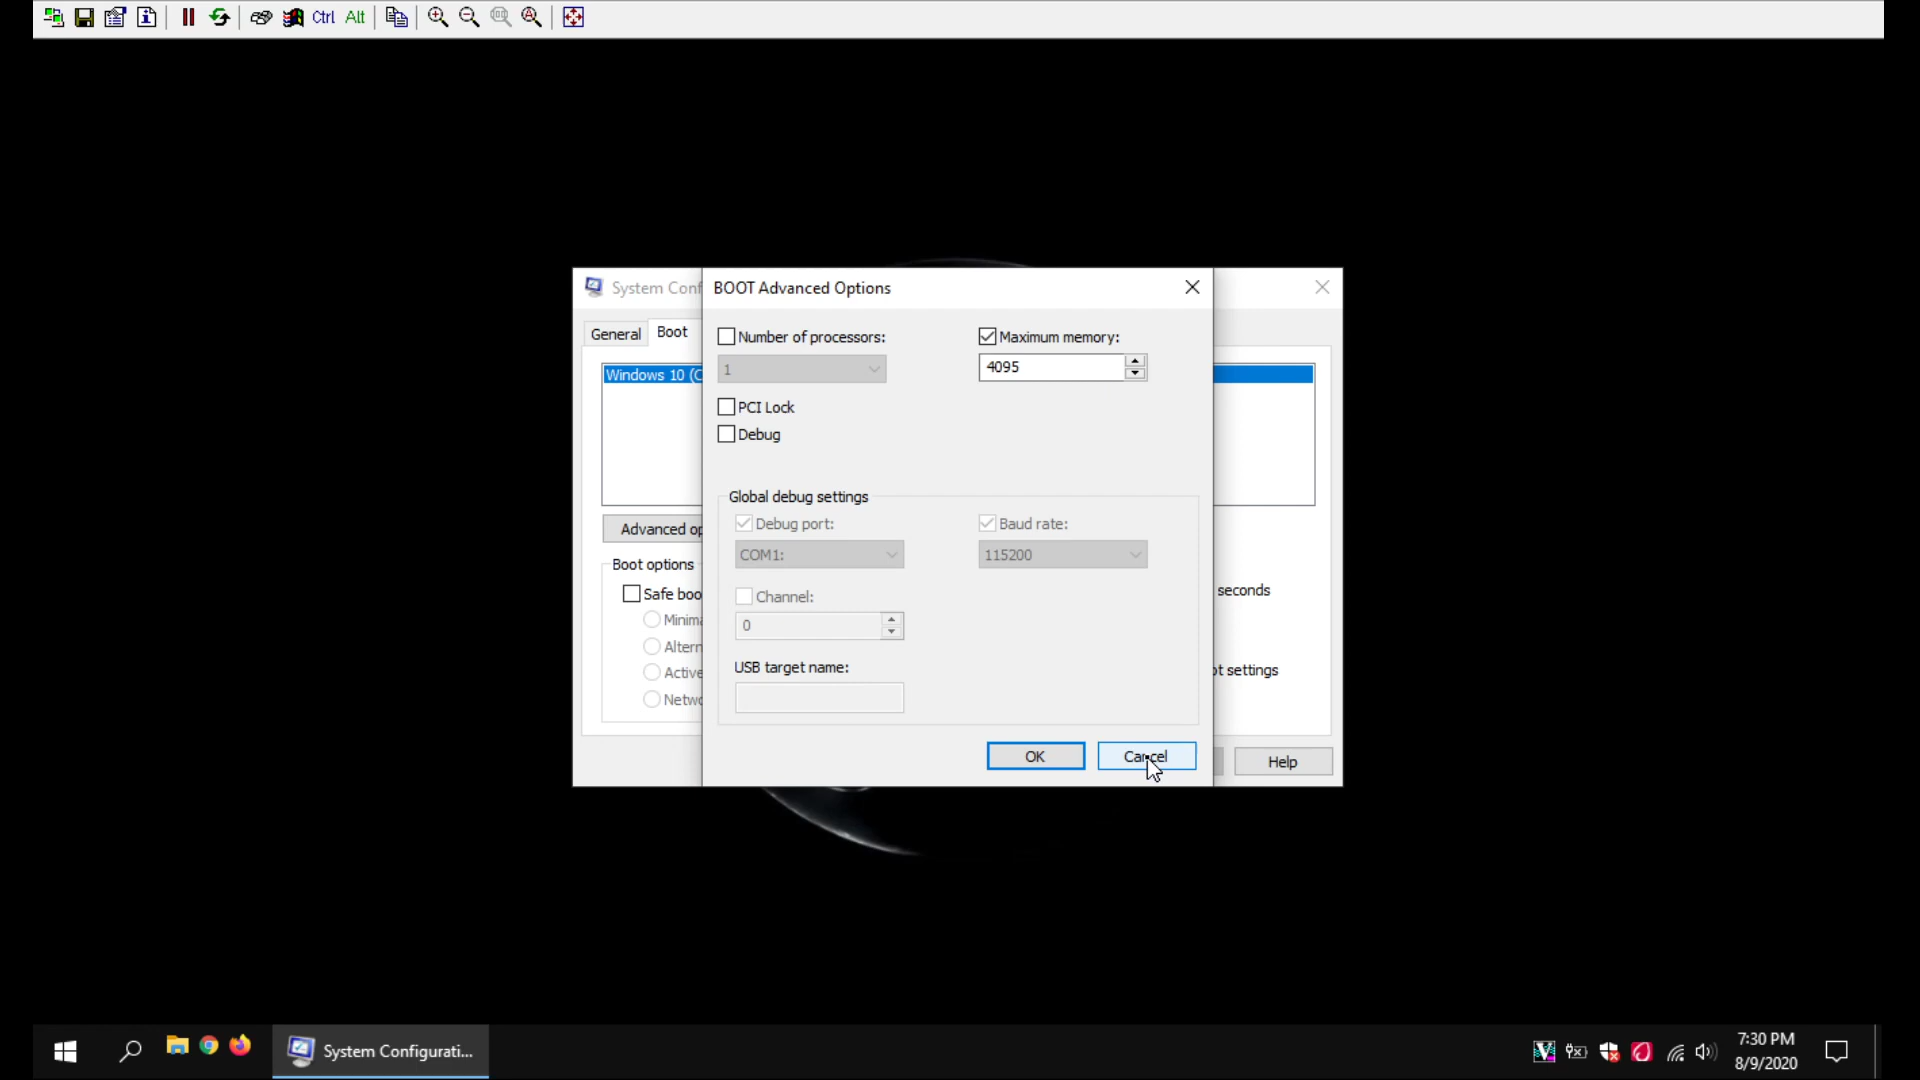 Ctrl Alt
System Conf
BOOT Advanced Options
General Boot
Number of processors:
Maximum memory:
1
4095
Windows 10 (C
PCI Lock
Debug
Global debug settings
Debug port:
Baud rate:
COM1:
115200
Advanced op
Boot options
Safe boo
Minima
Altern
Active
Netwo
Channel:
0
USB target name:
seconds
ot settings
OK
Cancel
Help
System Configurati...
7:30 PM
8/9/2020